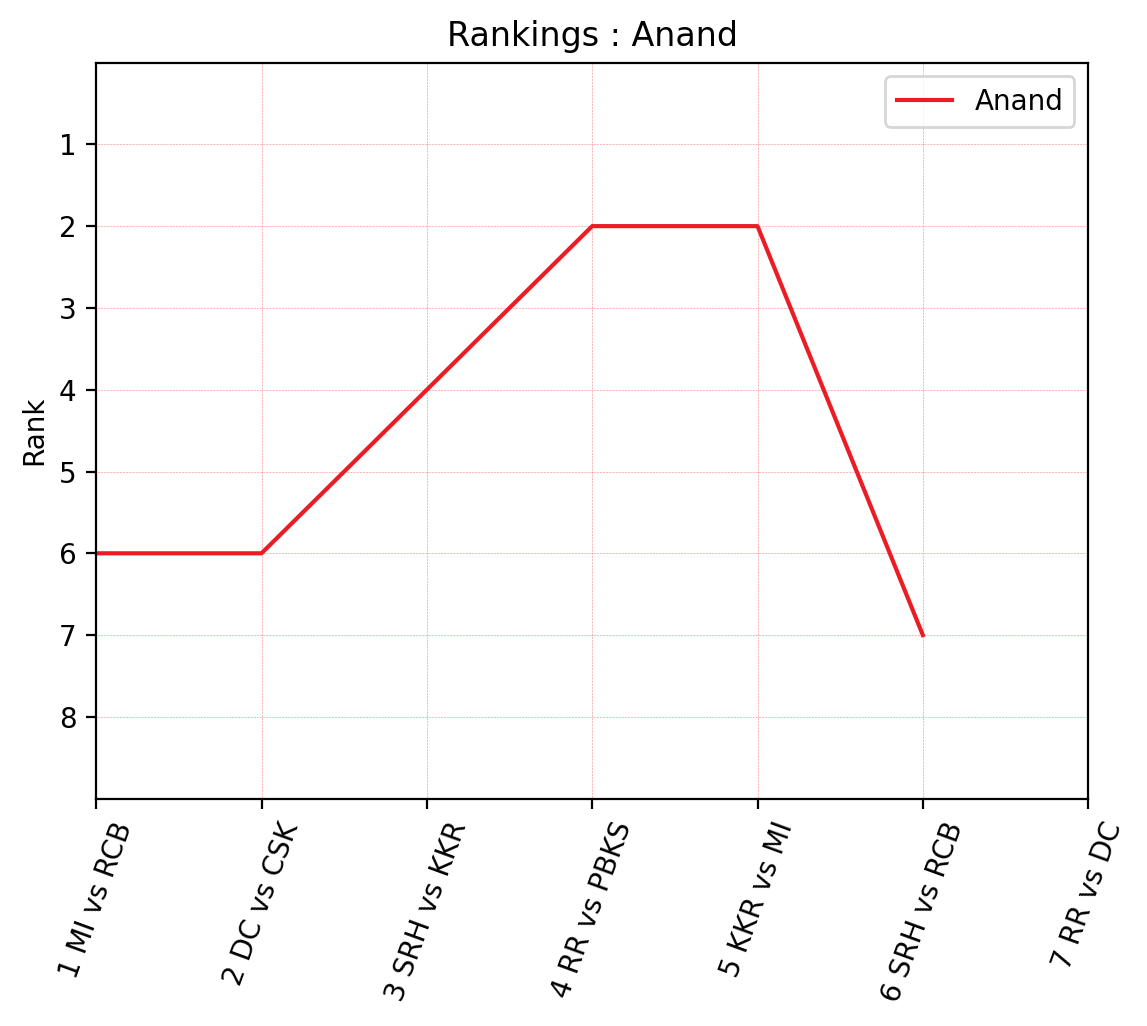 Rankings : Anand
Anand
Rank
1
2
3
4
5
6
7
8
1 MI vs RCB
2 DC vs CSK
3 SRH vs KKR
4 RR vs PBKS
5 KKR vs MI
6 SRH vs RCB
7 RR vs DC